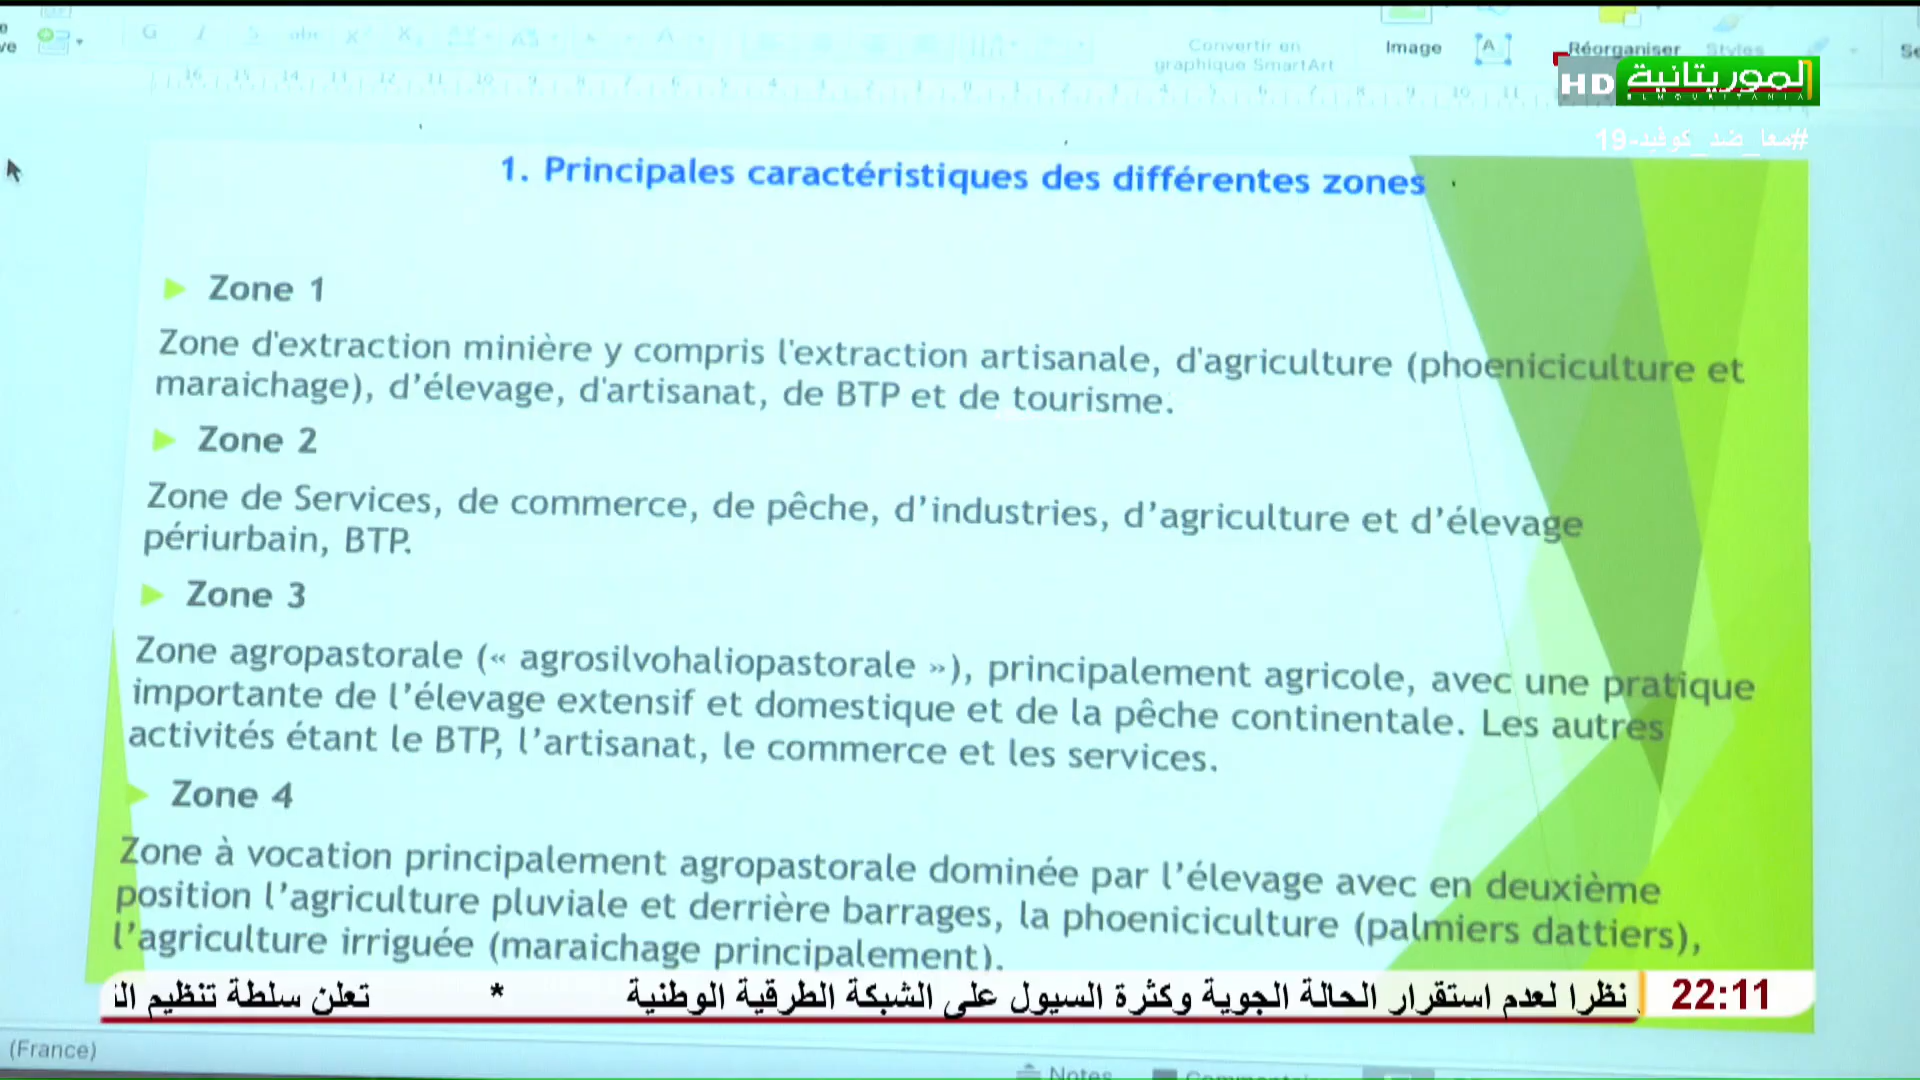 G I S abc X² X₂
Convertir en
graphique SmartArt
Image
Réorganiser
Styles
HD الموريتانية
ELMOURITANIA
#معا_ضد_كوفيد-19
1. Principales caractéristiques des différentes zones
Zone 1
Zone d'extraction minière y compris l'extraction artisanale, d'agriculture (phoeniciculture et
maraichage), d’élevage, d'artisanat, de BTP et de tourisme.
Zone 2
Zone de Services, de commerce, de pêche, d’industries, d’agriculture et d’élevage
périurbain, BTP.
Zone 3
Zone agropastorale (« agrosilvohaliopastorale »), principalement agricole, avec une pratique
importante de l’élevage extensif et domestique et de la pêche continentale. Les autres
activités étant le BTP, l’artisanat, le commerce et les services.
Zone 4
Zone à vocation principalement agropastorale dominée par l’élevage avec en deuxième
position l’agriculture pluviale et derrière barrages, la phoeniciculture (palmiers dattiers),
l’agriculture irriguée (maraichage principalement).
نظرا لعدم استقرار الحالة الجوية وكثرة السيول على الشبكة الطرقية الوطنية * تعلن سلطة تنظيم
22:11
(France)
Notes